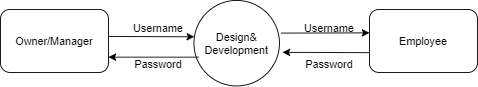 Username
Username
Owner/Manager
Design&
Development
Employee
Password
Password